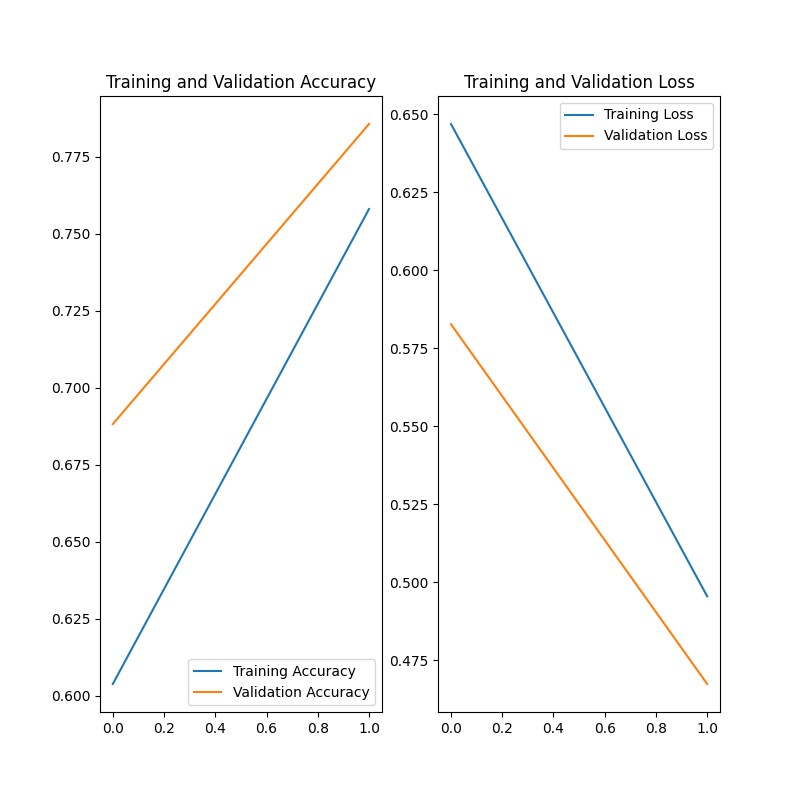 Training and Validation Accuracy
0.775
0.750
0.725
0.700
0.675
0.650
0.625
0.600
Training Accuracy
Validation Accuracy
0.0 0.2 0.4 0.6 0.8 1.0
Training and Validation Loss
0.650
0.625
0.600
0.575
0.550
0.525
0.500
0.475
Training Loss
Validation Loss
0.0 0.2 0.4 0.6 0.8 1.0